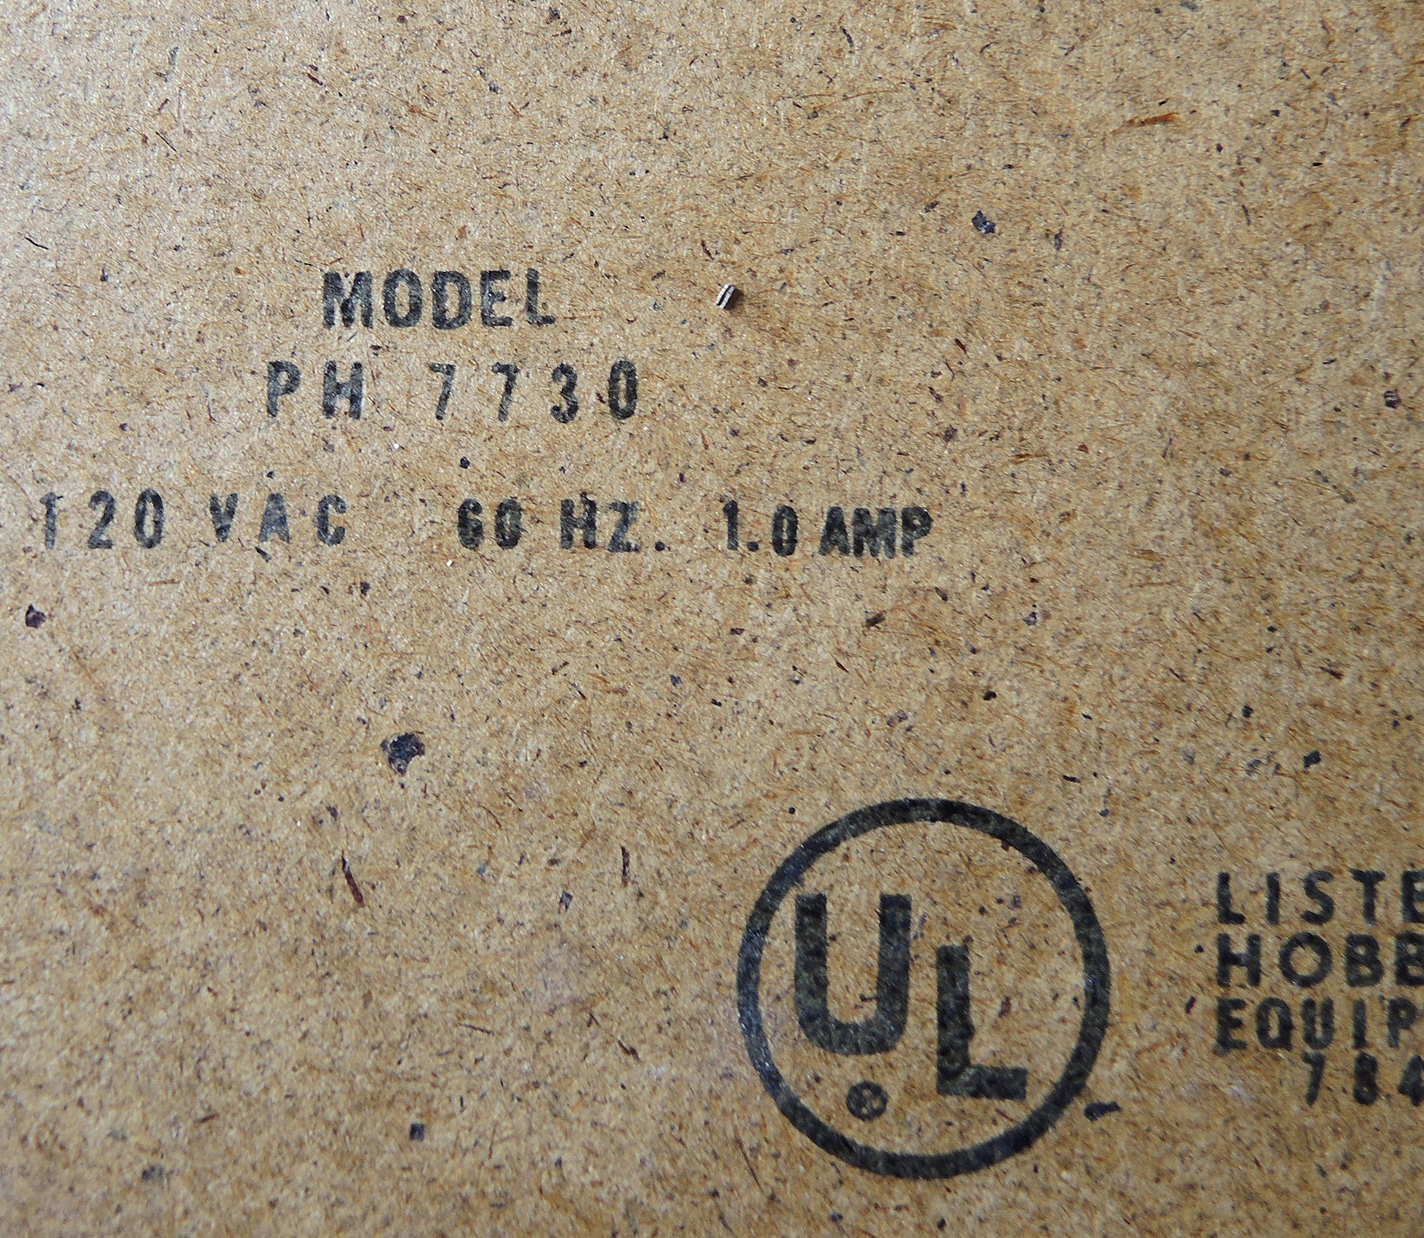 MODEL
PH 7730
120 VAC 60 HZ. 1.0 AMP
UL
®
LISTE
HOBB
EQUIP
784